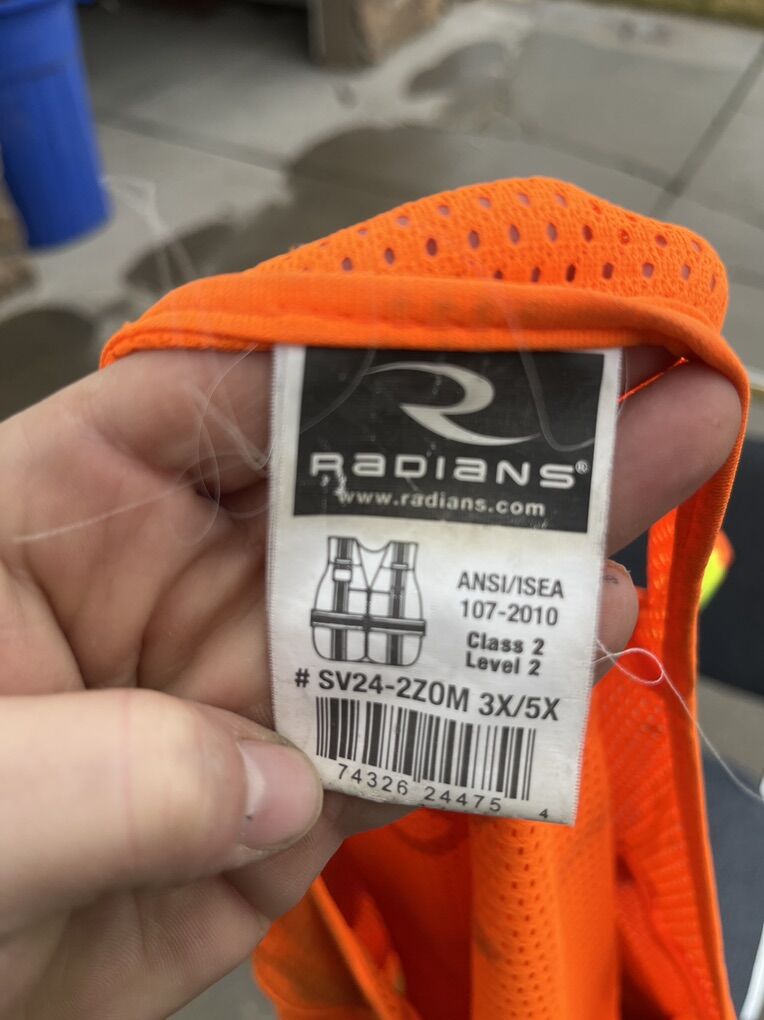 RADIANS®
www.radians.com
ANSI/ISEA
107-2010
Class 2
Level 2
# SV24-2ZOM 3X/5X
74326 24475 4